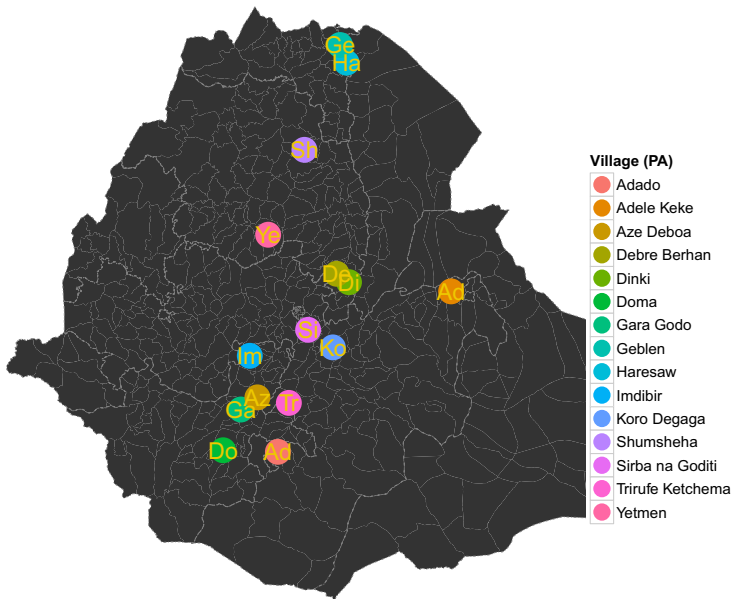 Ge
Ha
Sh
Ye
De
Di
Ad
Si
Ko
Im
Az
Tr
Ga
Do
Ad
Village (PA)
Adado
Adele Keke
Aze Deboa
Debre Berhan
Dinki
Doma
Gara Godo
Geblen
Haresaw
Imdibir
Koro Degaga
Shumsheha
Sirba na Goditi
Trirufe Ketchema
Yetmen